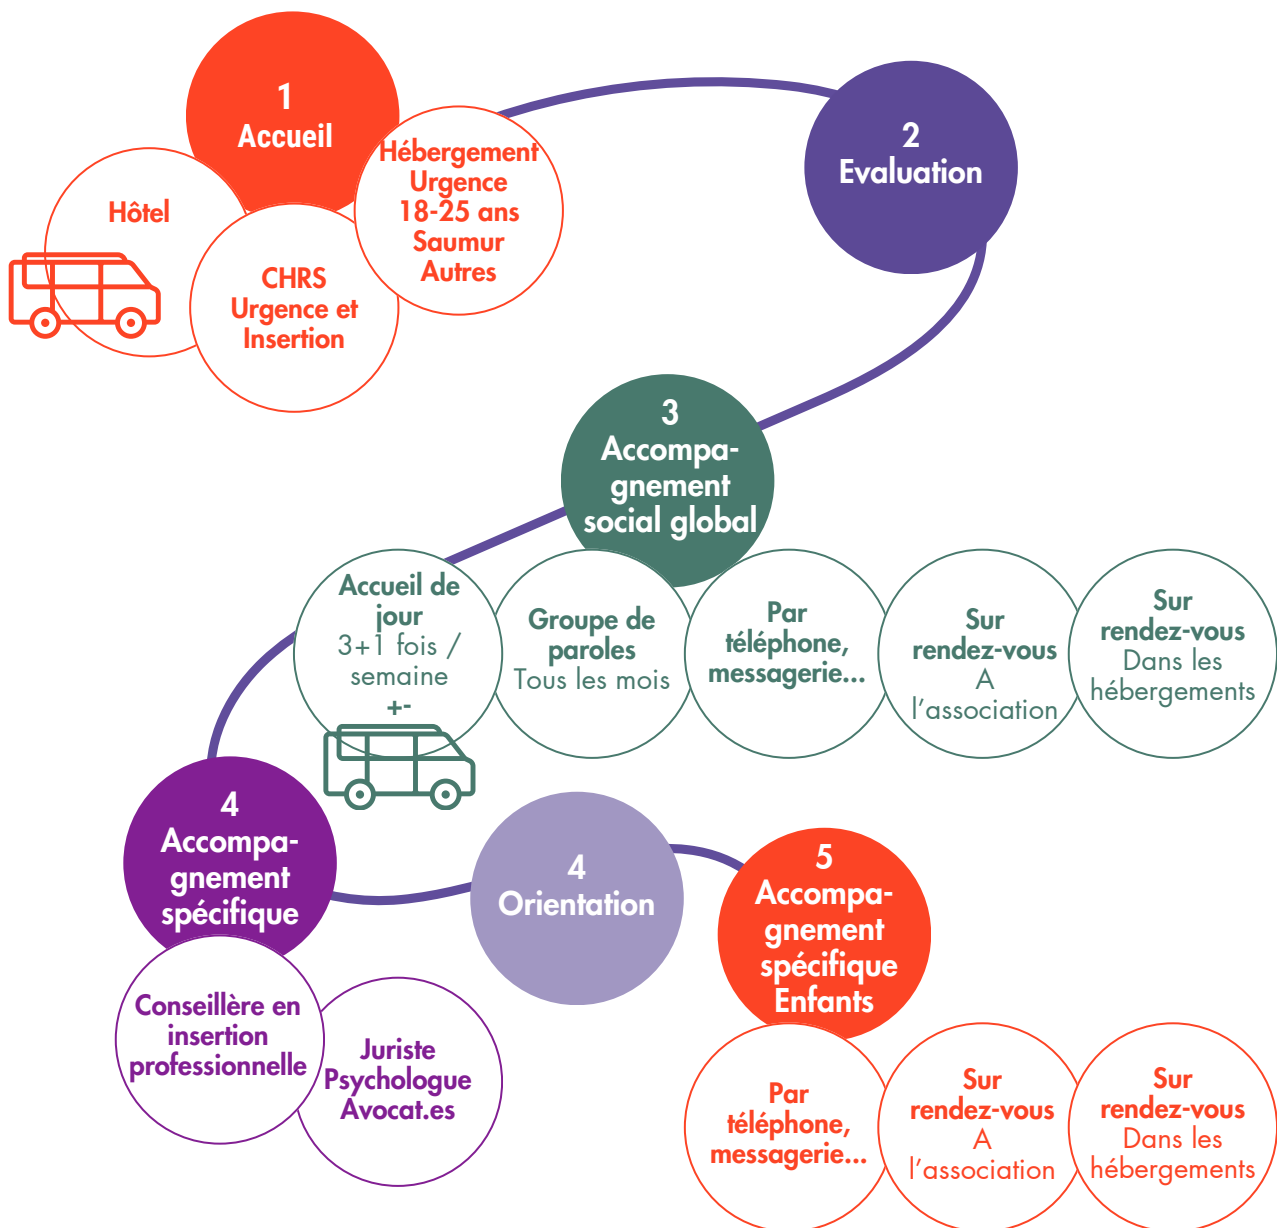 1
Accueil
Hôtel
CHRS
Urgence et
Insertion
Hébergement
Urgence
18-25 ans
Saumur
Autres
2
Evaluation
3
Accompa-
gnement
social global
Accueil de
jour
3+1 fois /
semaine
+-
Groupe de
paroles
Tous les mois
Par
téléphone,
messagerie...
Sur
rendez-vous
A
l’association
Sur
rendez-vous
Dans les
hébergements
4
Accompa-
gnement
spécifique
Conseillère en
insertion
professionnelle
Juriste
Psychologue
Avocat.es
4
Orientation
5
Accompa-
gnement
spécifique
Enfants
Par
téléphone,
messagerie...
Sur
rendez-vous
A
l’association
Sur
rendez-vous
Dans les
hébergements